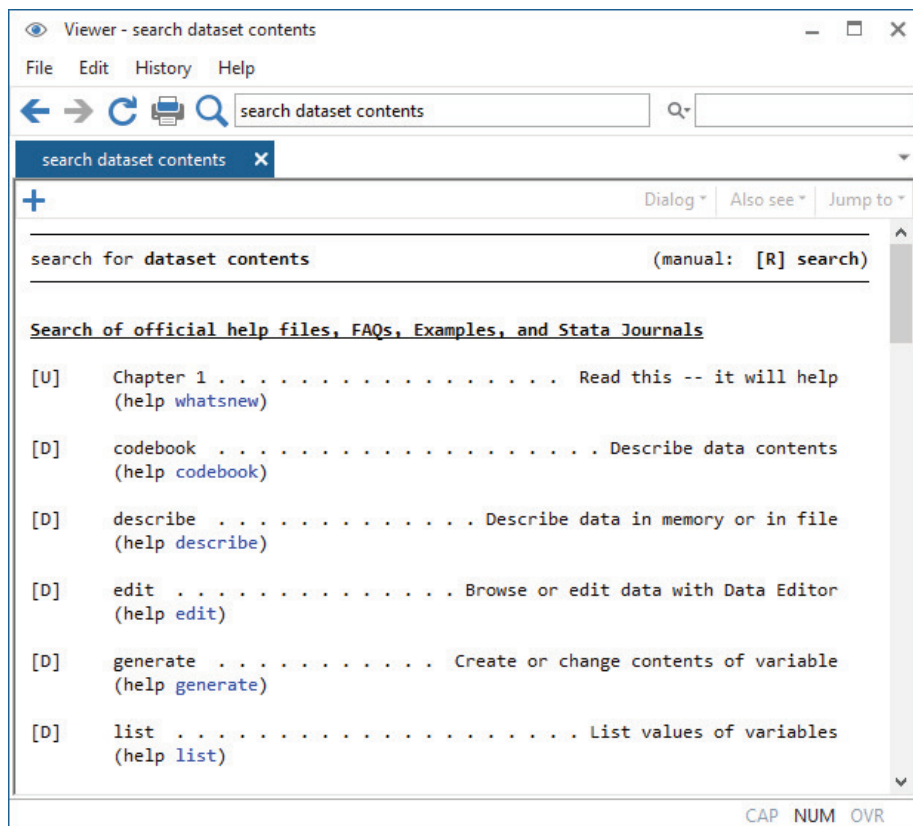 Viewer - search dataset contents
File Edit History Help
search dataset contents
search dataset contents
Dialog Also see Jump to
search for dataset contents (manual: [R] search)
Search of official help files, FAQs, Examples, and Stata Journals
[U] Chapter 1 . . . . . . . . . . . . . . . . . Read this -- it will help
(help whatsnew)
[D] codebook . . . . . . . . . . . . . . . . . . . Describe data contents
(help codebook)
[D] describe . . . . . . . . . . . . . Describe data in memory or in file
(help describe)
[D] edit . . . . . . . . . . . . . . Browse or edit data with Data Editor
(help edit)
[D] generate . . . . . . . . . . . Create or change contents of variable
(help generate)
[D] list . . . . . . . . . . . . . . . . . . . . List values of variables
(help list)
CAP NUM OVR